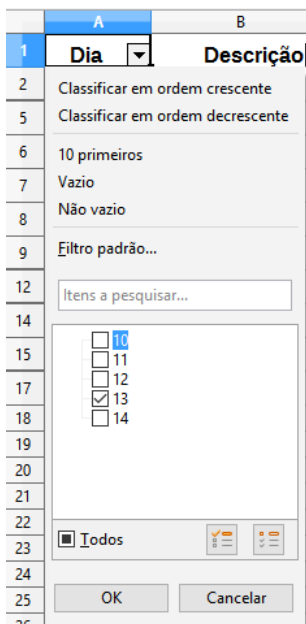 A B
1 Dia Descrição
2 Classificar em ordem crescente
5 Classificar em ordem decrescente
6 10 primeiros
7 Vazio
8 Não vazio
9 Filtro padrão...
12 Itens a pesquisar...
14 10
15 11
12
17 13
18 14
19
20
21
22
23 Todos
24
25 OK Cancelar
26